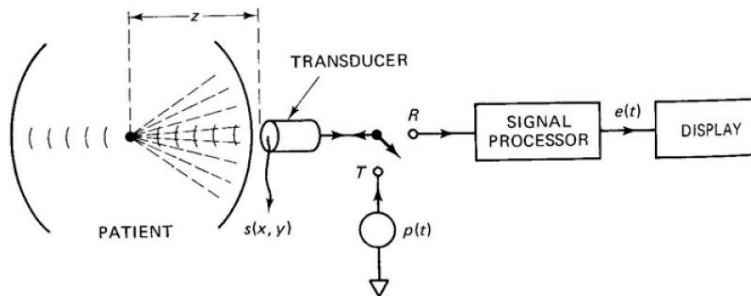 z
TRANSDUCER
R
SIGNAL
PROCESSOR
e(t)
DISPLAY
T
s(x, y)
p(t)
PATIENT